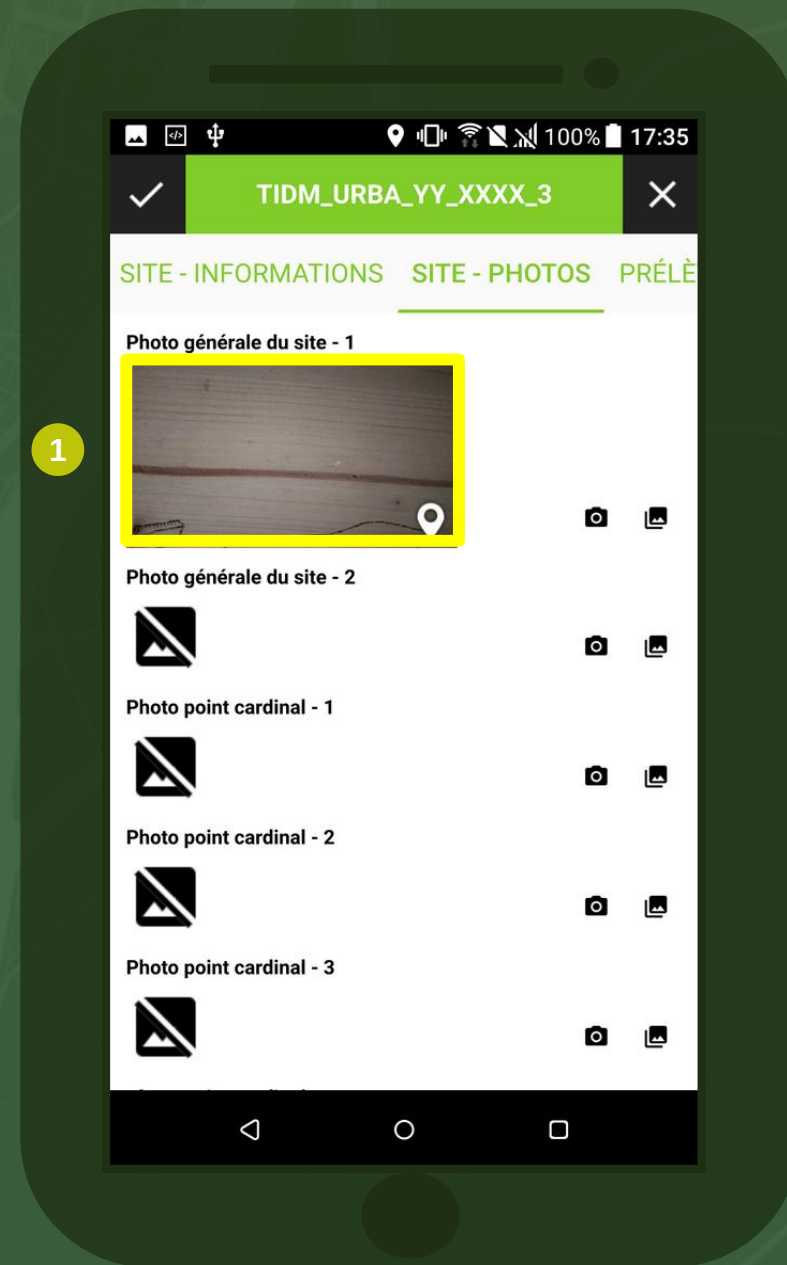 100% 17:35
TIDM_URBA_YY_XXXX_3
SITE - INFORMATIONS SITE - PHOTOS PRÉLÈ
Photo générale du site - 1
1
Photo générale du site - 2
Photo point cardinal - 1
Photo point cardinal - 2
Photo point cardinal - 3